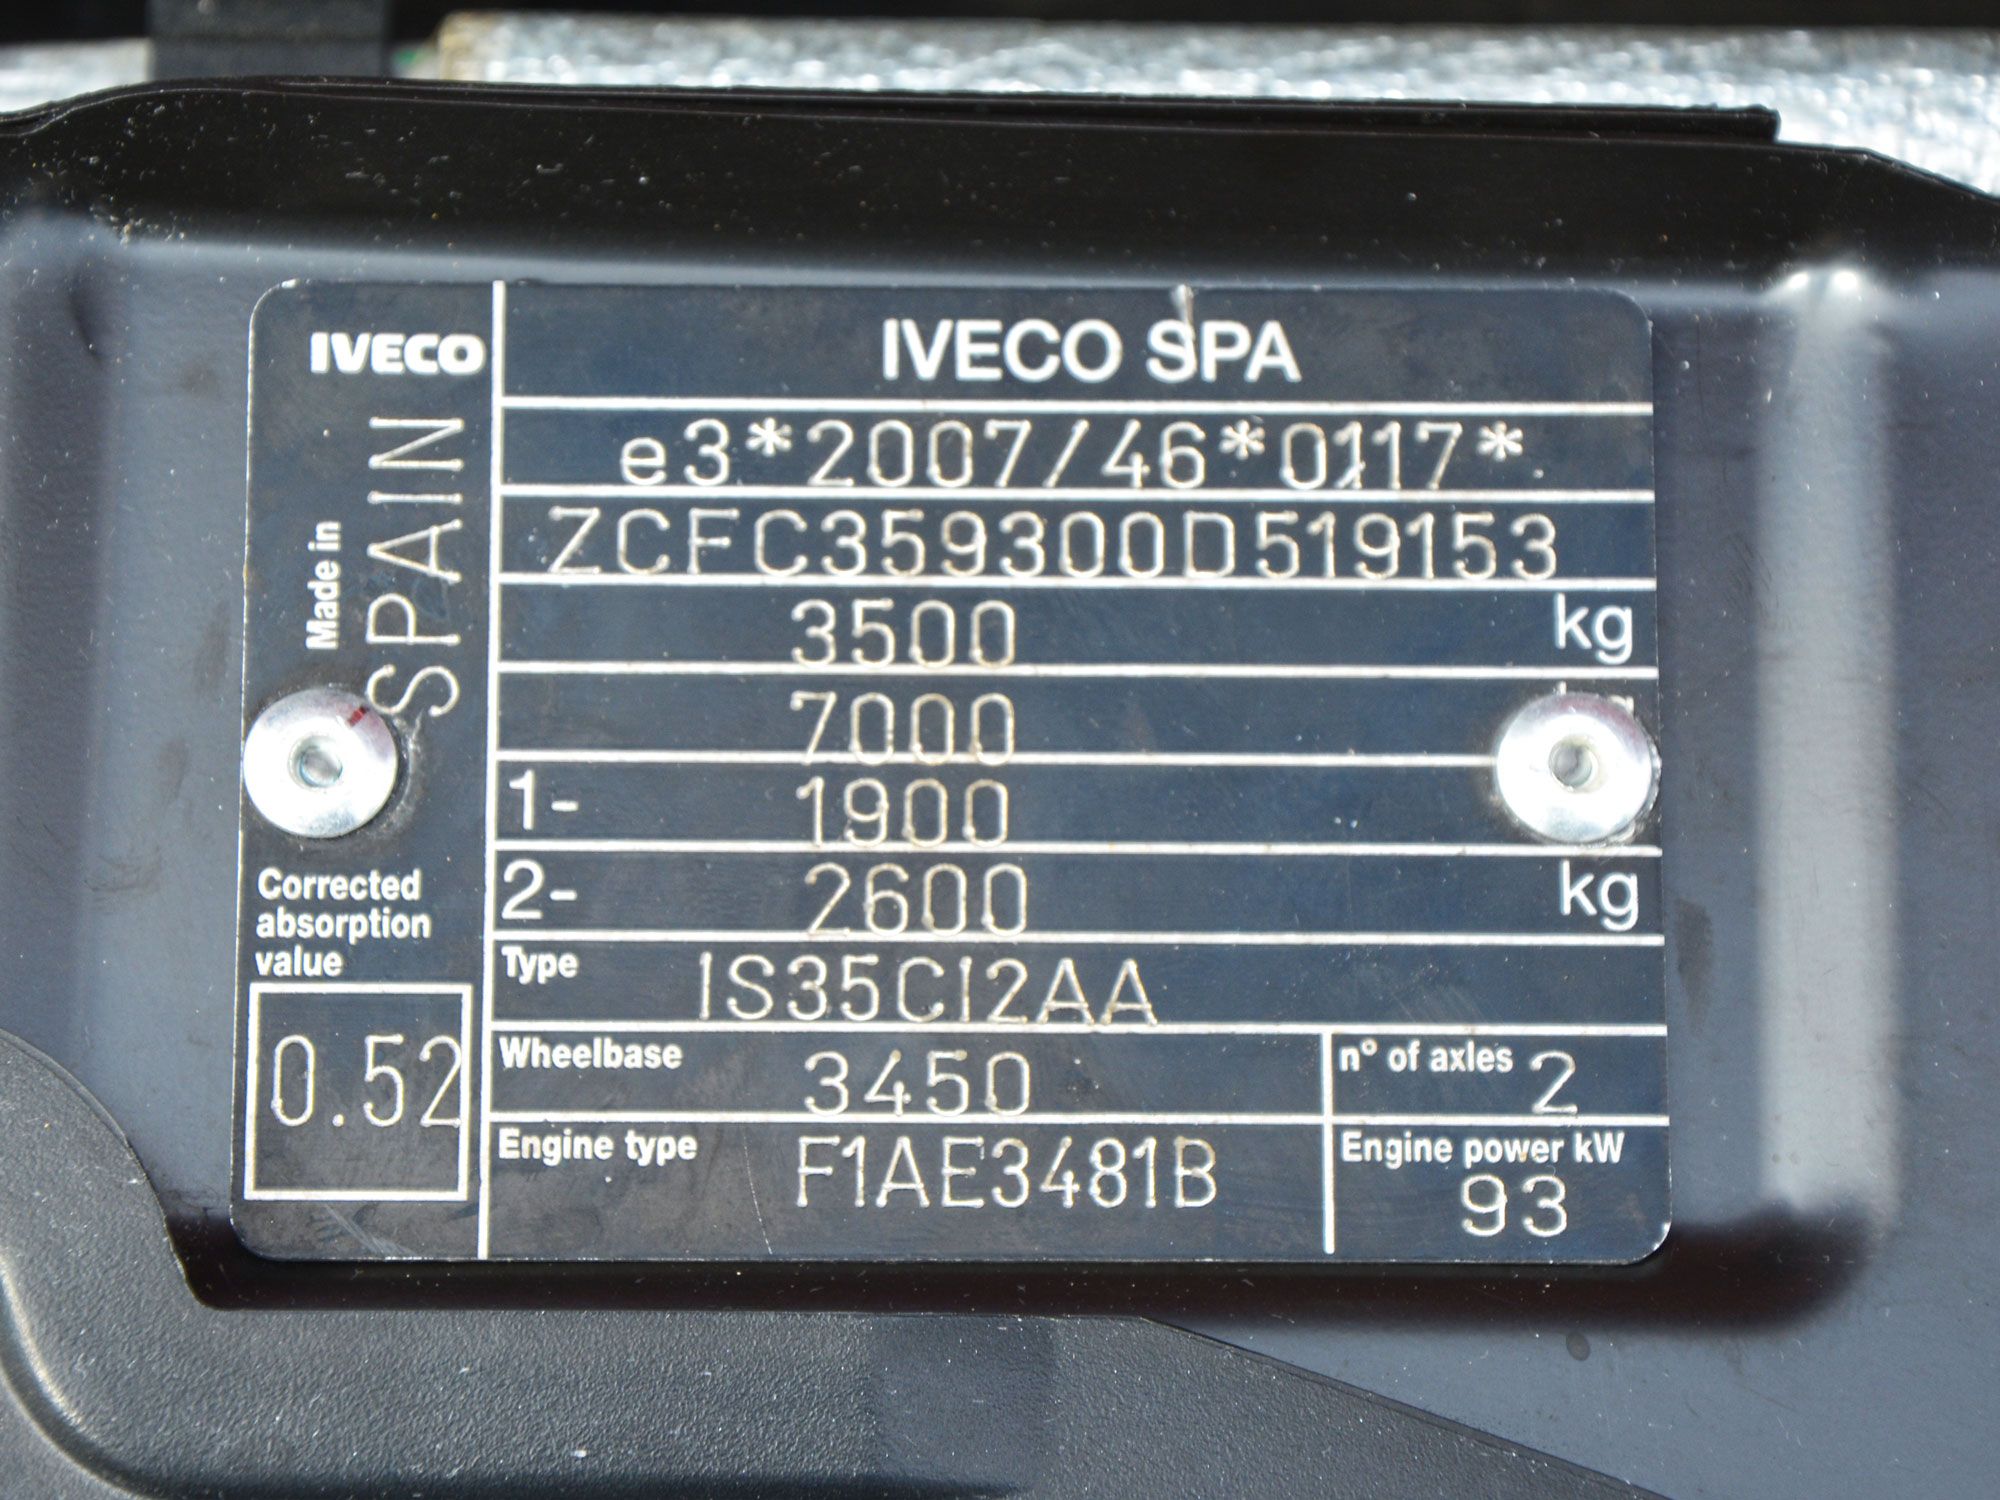 IVECO
Made in
SPAIN
Corrected
absorption
value
0.52
IVECO SPA
e3*2007/46*0117*
ZCFC359300D519153
3500 kg
7000
1- 1900
2- 2600 kg
Type IS35CI2AA
Wheelbase 3450
n° of axles 2
Engine type F1AE3481B
Engine power kW
93